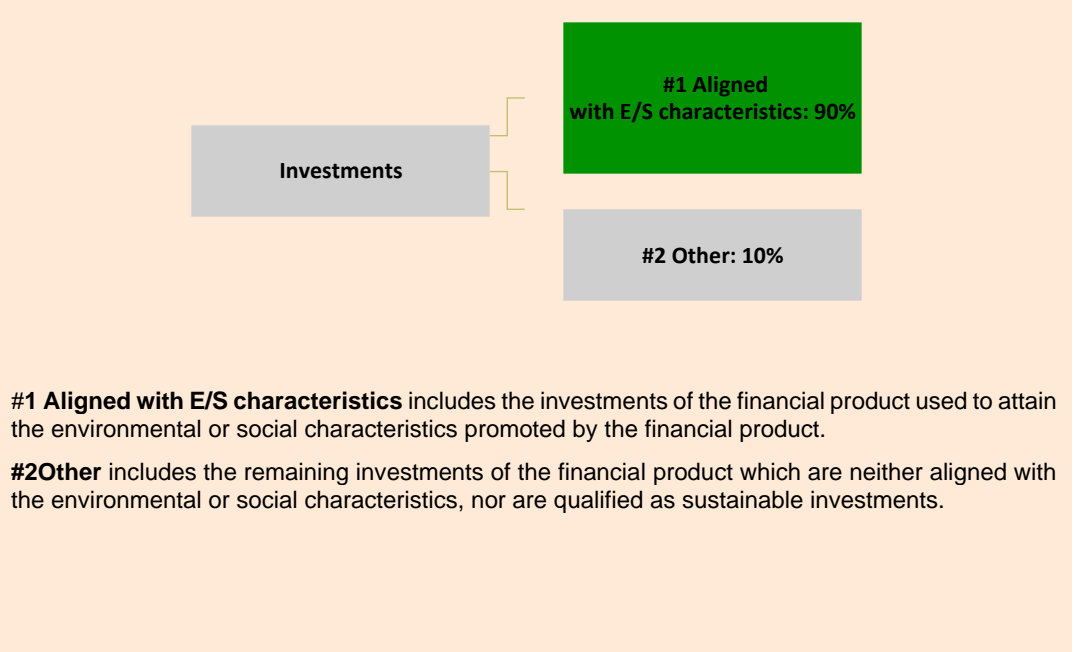 #1 Aligned
with E/S characteristics: 90%
Investments
#2 Other: 10%
#1 Aligned with E/S characteristics includes the investments of the financial product used to attain
the environmental or social characteristics promoted by the financial product.
#2Other includes the remaining investments of the financial product which are neither aligned with
the environmental or social characteristics, nor are qualified as sustainable investments.